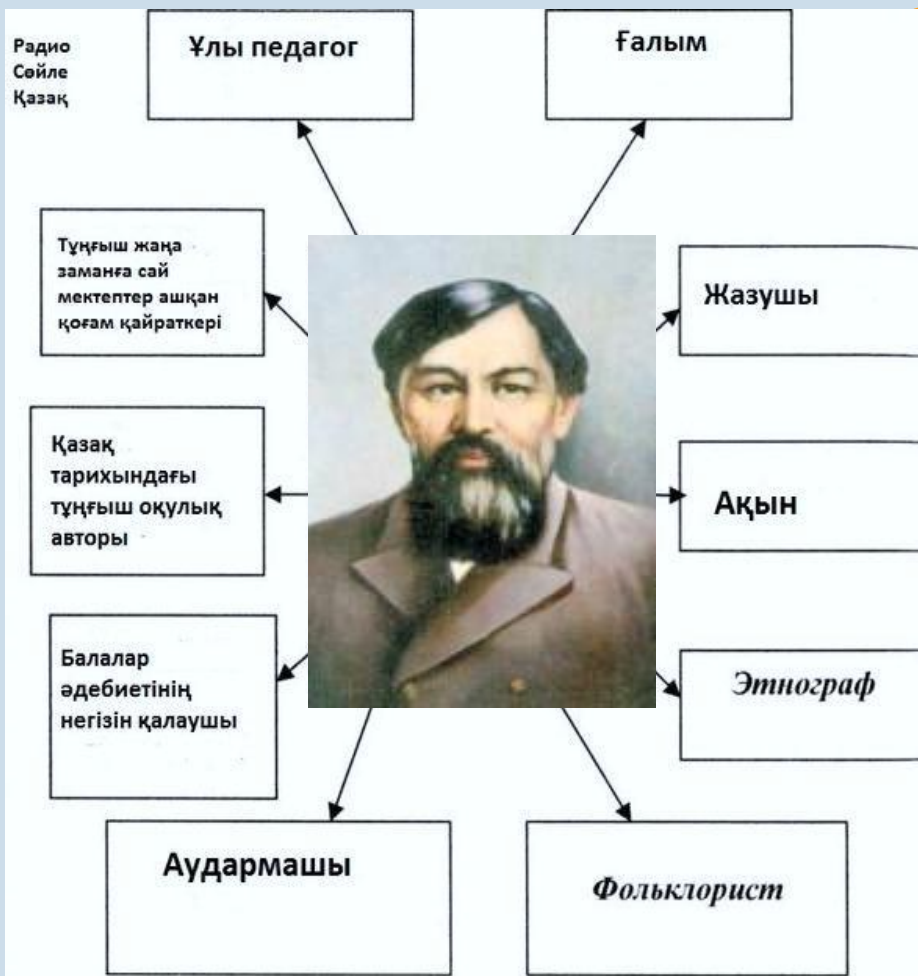 Радио
Сөйле
Қазақ
Ұлы педагог
Ғалым
Тұңғыш жаңа
заманға сай
мектептер ашқан
қоғам қайраткері
Жазушы
Қазақ
тарихындағы
тұңғыш оқулық
авторы
Ақын
Балалар
әдебиетінің
негізін қалаушы
Этнограф
Аудармашы
Фольклорист